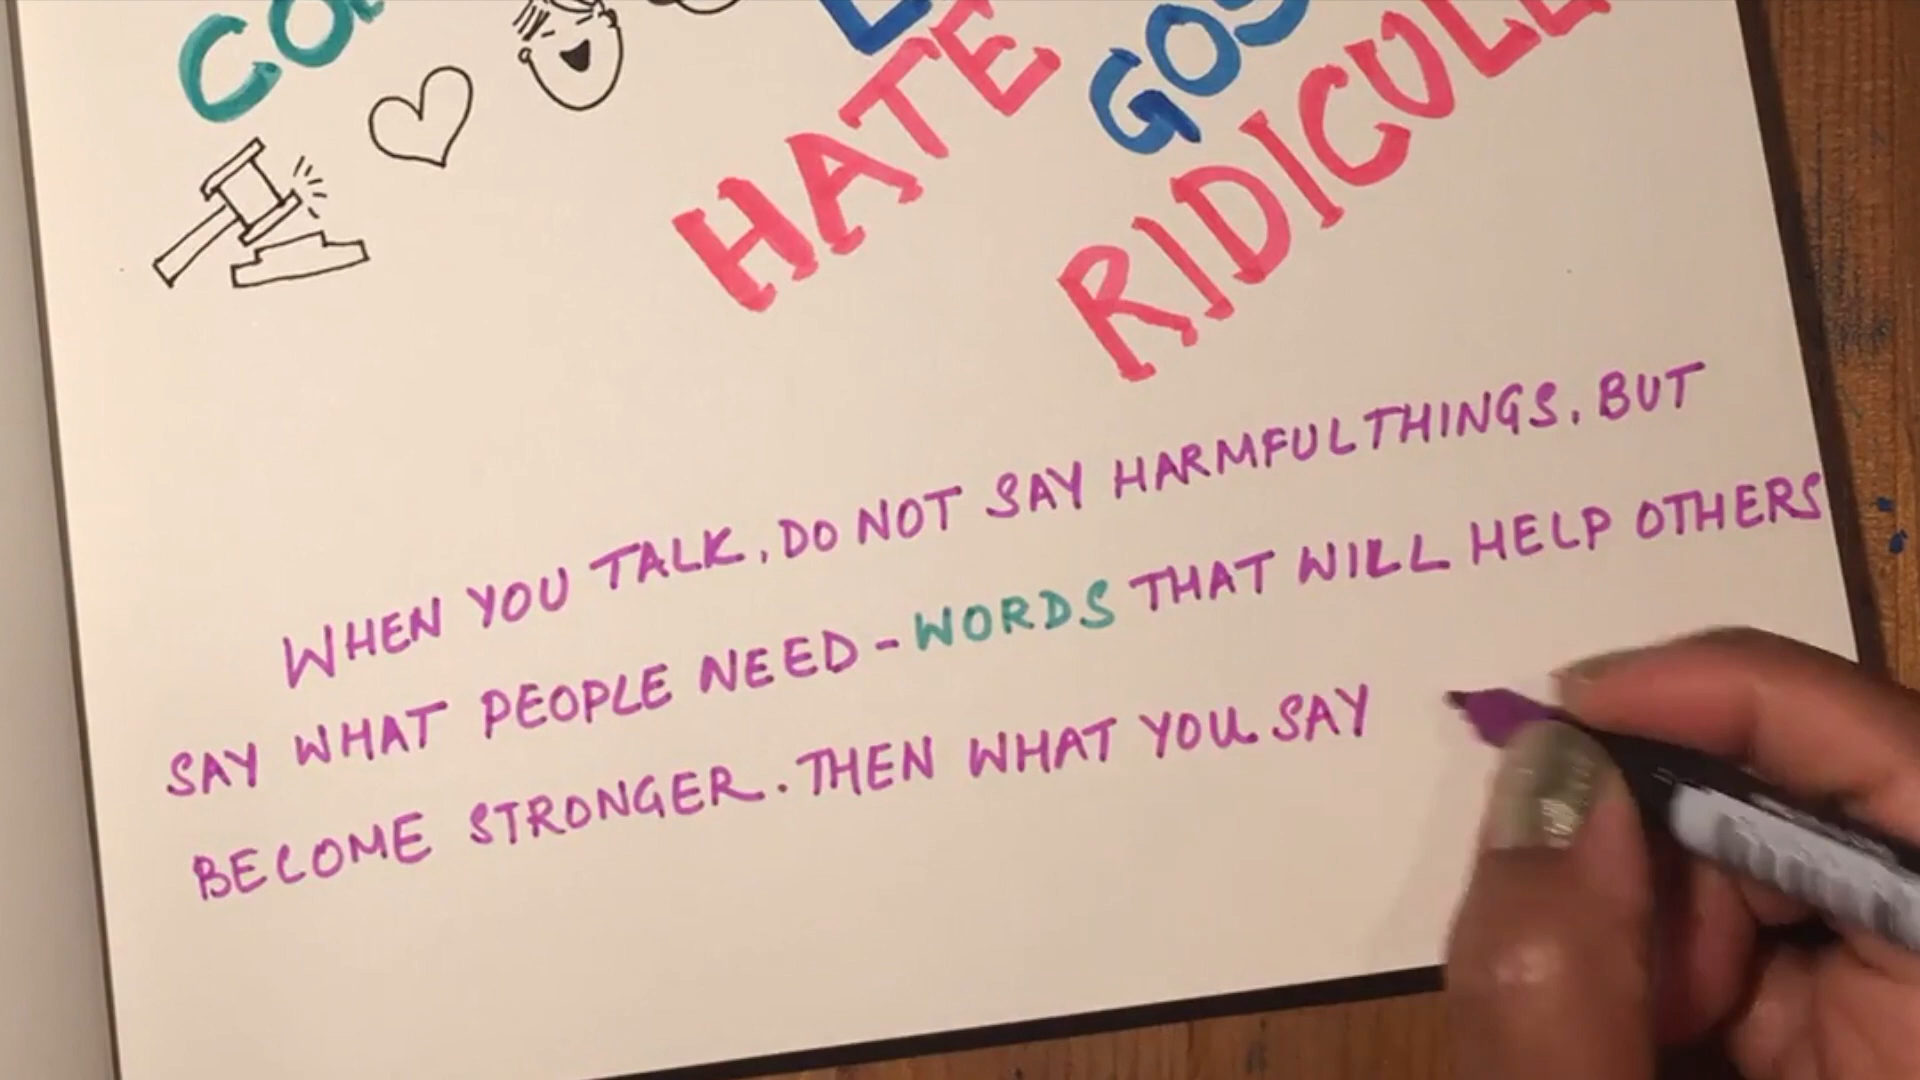 HATE
RIDICUL
WHEN YOU TALK, DO NOT SAY HARMFUL THINGS, BUT
SAY WHAT PEOPLE NEED - WORDS THAT WILL HELP OTHERS
BECOME STRONGER. THEN WHAT YOU SAY